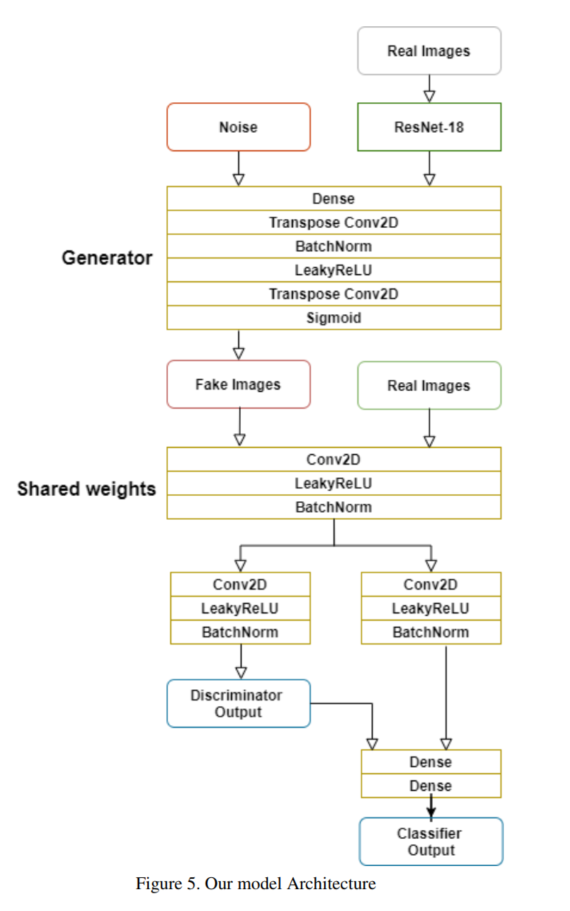 Real Images
Noise
ResNet-18
Dense
Transpose Conv2D
BatchNorm
Generator
LeakyReLU
Transpose Conv2D
Sigmoid
Fake Images
Real Images
Conv2D
Shared weights
LeakyReLU
BatchNorm
Conv2D
LeakyReLU
BatchNorm
Conv2D
LeakyReLU
BatchNorm
Discriminator
Output
Dense
Dense
Classifier
Output
Figure 5. Our model Architecture